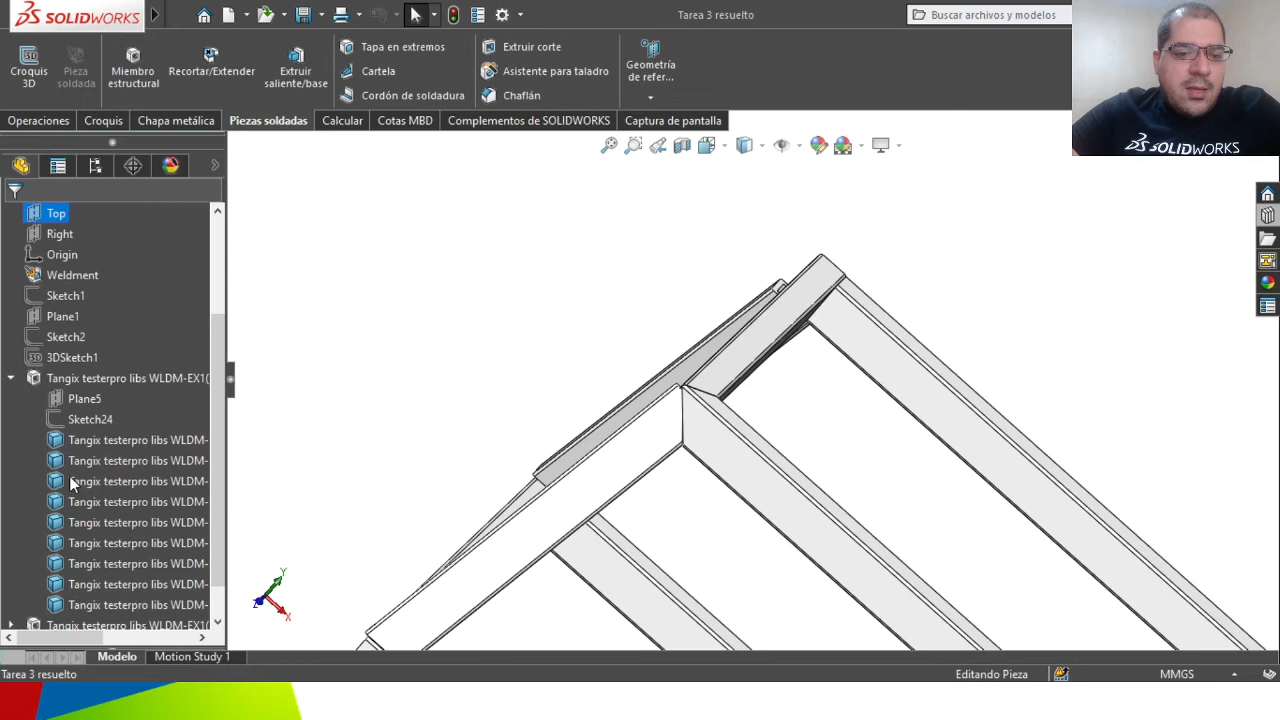 SOLIDWORKS
Tarea 3 resuelto
Buscar archivos y modelos
Croquis 3D
Pieza soldada
Miembro estructural
Recortar/Extender
Extruir saliente/base
Tapa en extremos
Cartela
Cordón de soldadura
Extruir corte
Asistente para taladro
Chaflán
Geometría de refer...
Operaciones
Croquis
Chapa metálica
Piezas soldadas
Calcular
Cotas MBD
Complementos de SOLIDWORKS
Captura de pantalla
SOLIDWORKS
Top
Right
Origin
Weldment
Sketch1
Plane1
Sketch2
3DSketch1
Tangix testerpro libs WLDM-EX1(
Plane5
Sketch24
Tangix testerpro libs WLDM-
Tangix testerpro libs WLDM-
Tangix testerpro libs WLDM-
Tangix testerpro libs WLDM-
Tangix testerpro libs WLDM-
Tangix testerpro libs WLDM-
Tangix testerpro libs WLDM-
Tangix testerpro libs WLDM-
Tangix testerpro libs WLDM-
Tangix testerpro libs WLDM-EX1(
Y
Z
X
Modelo
Motion Study 1
Tarea 3 resuelto
Editando Pieza
MMGS